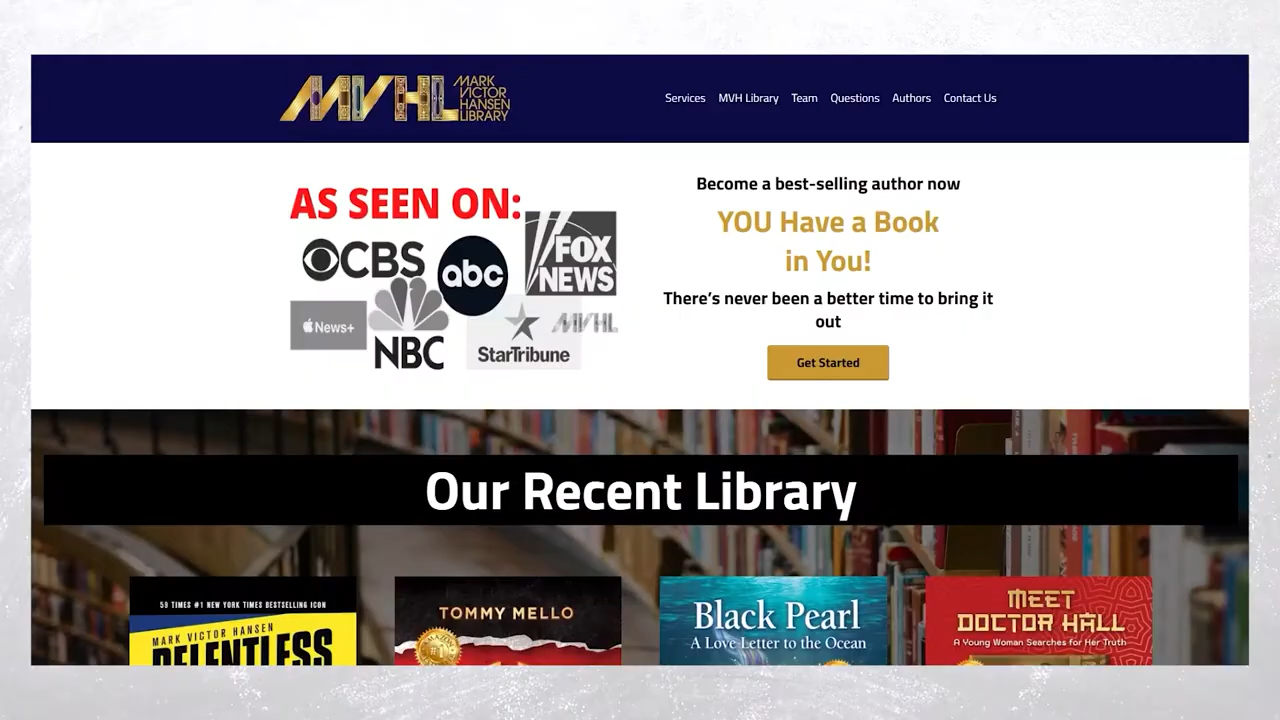 MVHL
MARK
VICTOR
HANSEN
LIBRARY
Services MVH Library Team Questions Authors Contact Us
AS SEEN ON:
CBS
abc
FOX
NEWS
News+
NBC
StarTribune
MVHL
Become a best-selling author now
YOU Have a Book
in You!
There's never been a better time to bring it
out
Get Started
Our Recent Library
59 TIMES #1 NEW YORK TIMES BESTSELLING ICON
MARK VICTOR HANSEN
RELENTLESS
TOMMY MELLO
AMAZON
#1
Black Pearl
A Love Letter to the Ocean
MEET
DOCTOR HALL
A Young Woman Searches for Her Truth